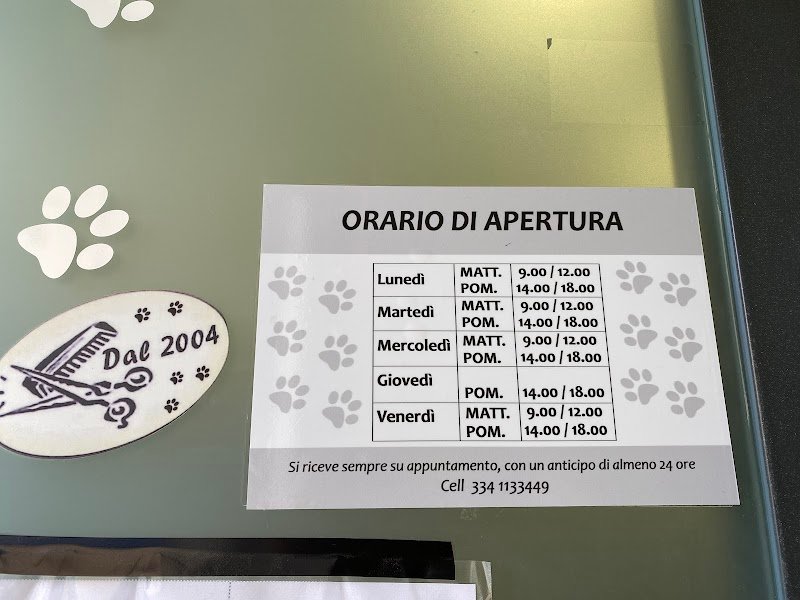 ORARIO DI APERTURA
Lunedì MATT. 9.00 / 12.00
POM. 14.00 / 18.00
Martedì MATT. 9.00 / 12.00
POM. 14.00 / 18.00
Mercoledì MATT. 9.00 / 12.00
POM. 14.00 / 18.00
Giovedì
POM. 14.00 / 18.00
Venerdì MATT. 9.00 / 12.00
POM. 14.00 / 18.00
Si riceve sempre su appuntamento, con un anticipo di almeno 24 ore
Cell 334 1133449
Dal 2004